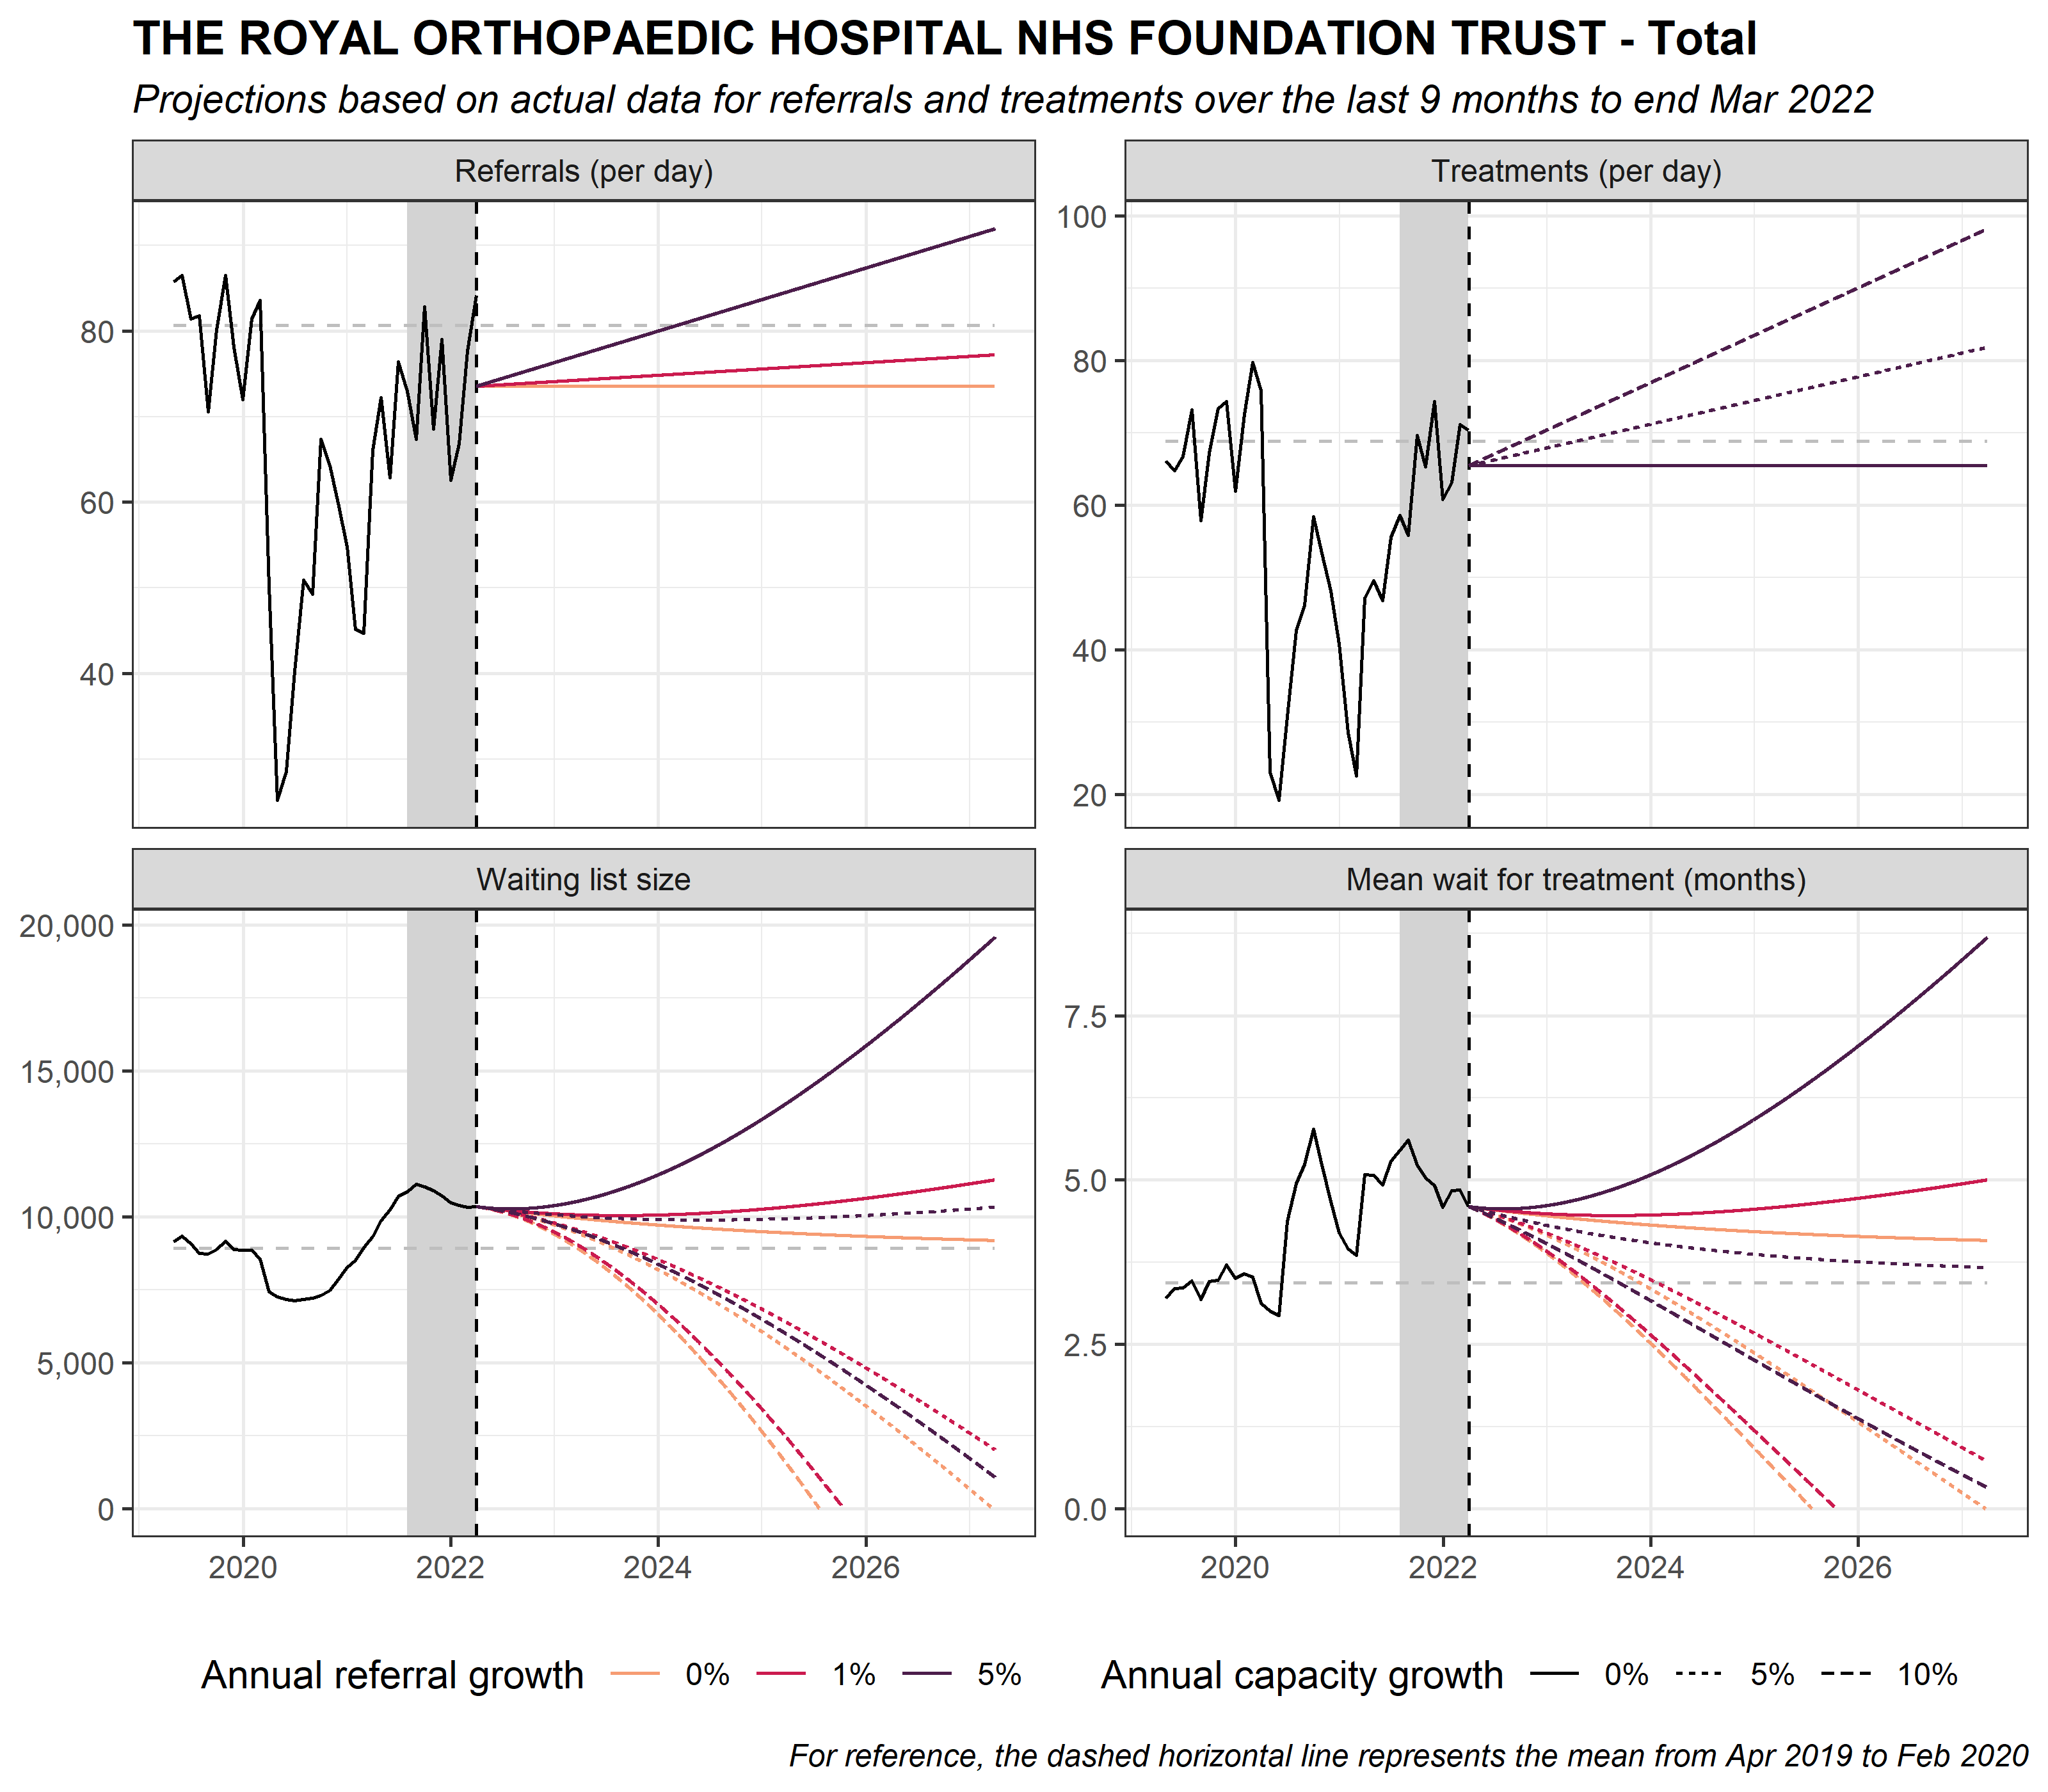 THE ROYAL ORTHOPAEDIC HOSPITAL NHS FOUNDATION TRUST - Total
Projections based on actual data for referrals and treatments over the last 9 months to end Mar 2022
Referrals (per day)
80
60
40
Treatments (per day)
100
80
60
40
20
Waiting list size
20,000
15,000
10,000
5,000
0
2020 2022 2024 2026
Mean wait for treatment (months)
7.5
5.0
2.5
0.0
2020 2022 2024 2026
Annual referral growth 0% 1% 5%
Annual capacity growth 0% 5% 10%
For reference, the dashed horizontal line represents the mean from Apr 2019 to Feb 2020